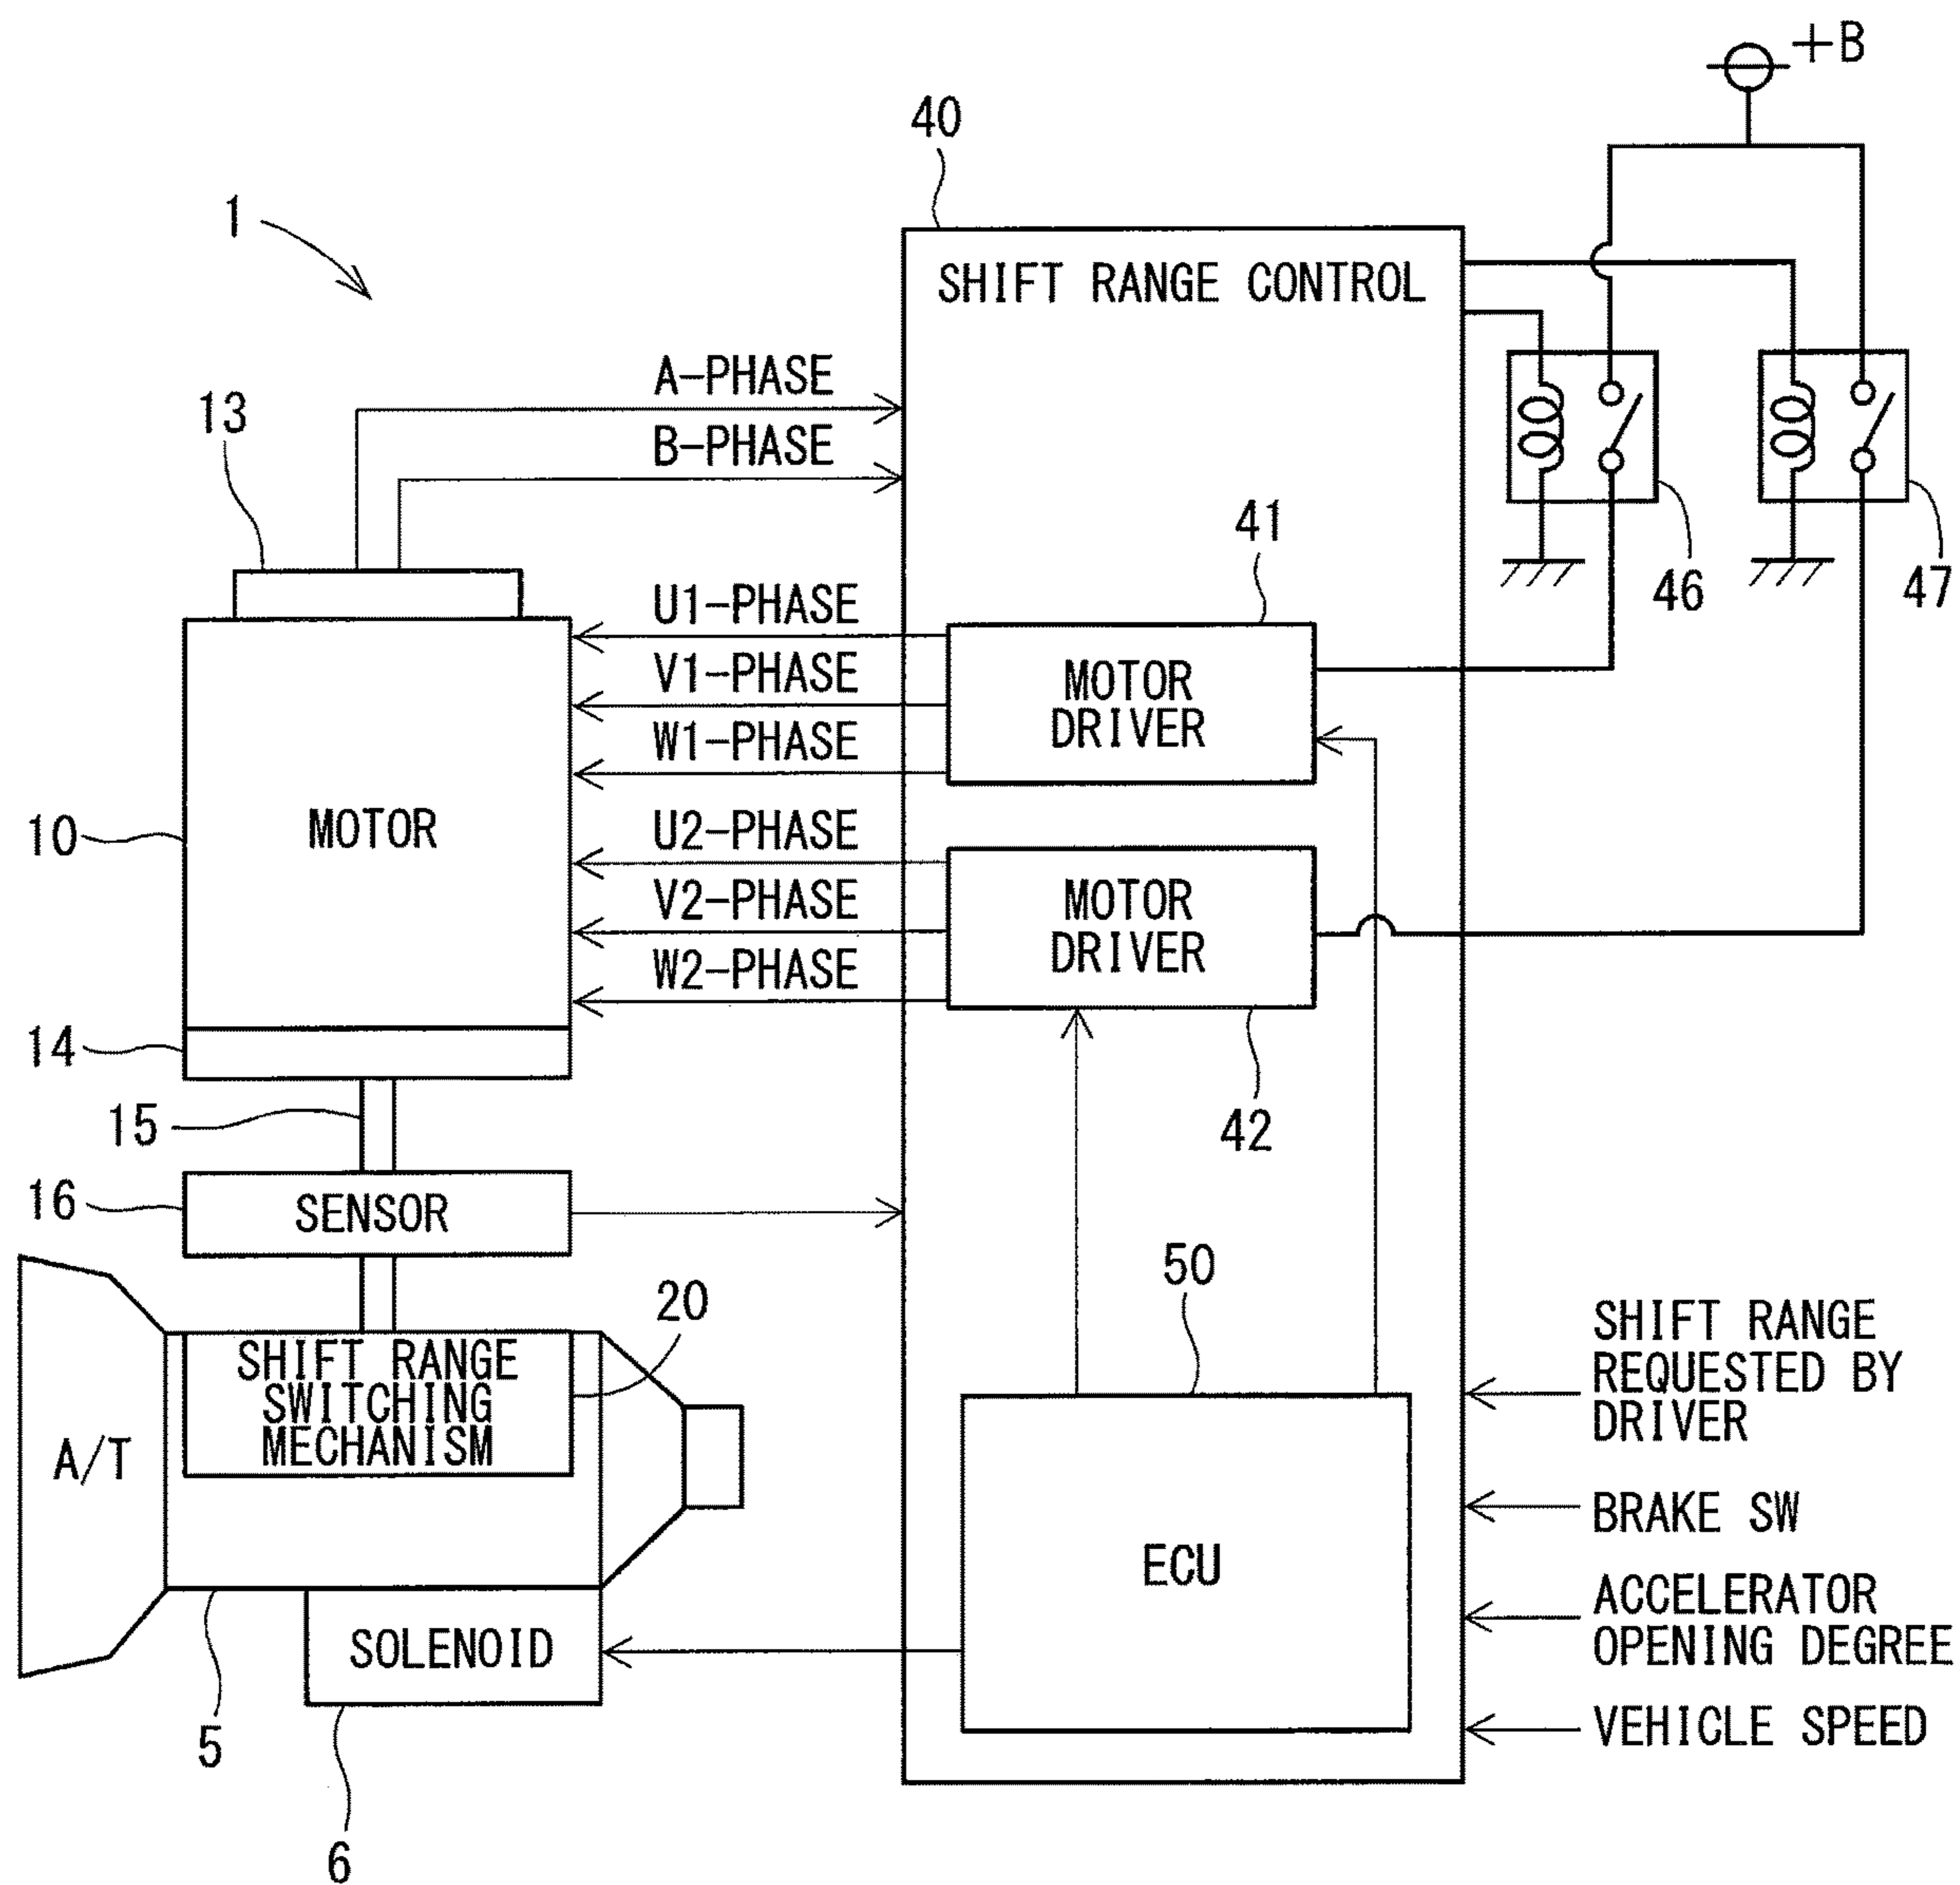 +B
40
1
SHIFT RANGE CONTROL
A-PHASE
13
B-PHASE
41
46
47
U1-PHASE
V1-PHASE
MOTOR
DRIVER
W1-PHASE
10
MOTOR
U2-PHASE
V2-PHASE
MOTOR
DRIVER
W2-PHASE
14
15
42
16
SENSOR
50
20
SHIFT RANGE
SWITCHING
MECHANISM
A/T
SHIFT RANGE
REQUESTED BY
DRIVER
BRAKE SW
ECU
ACCELERATOR
OPENING DEGREE
SOLENOID
VEHICLE SPEED
5
6